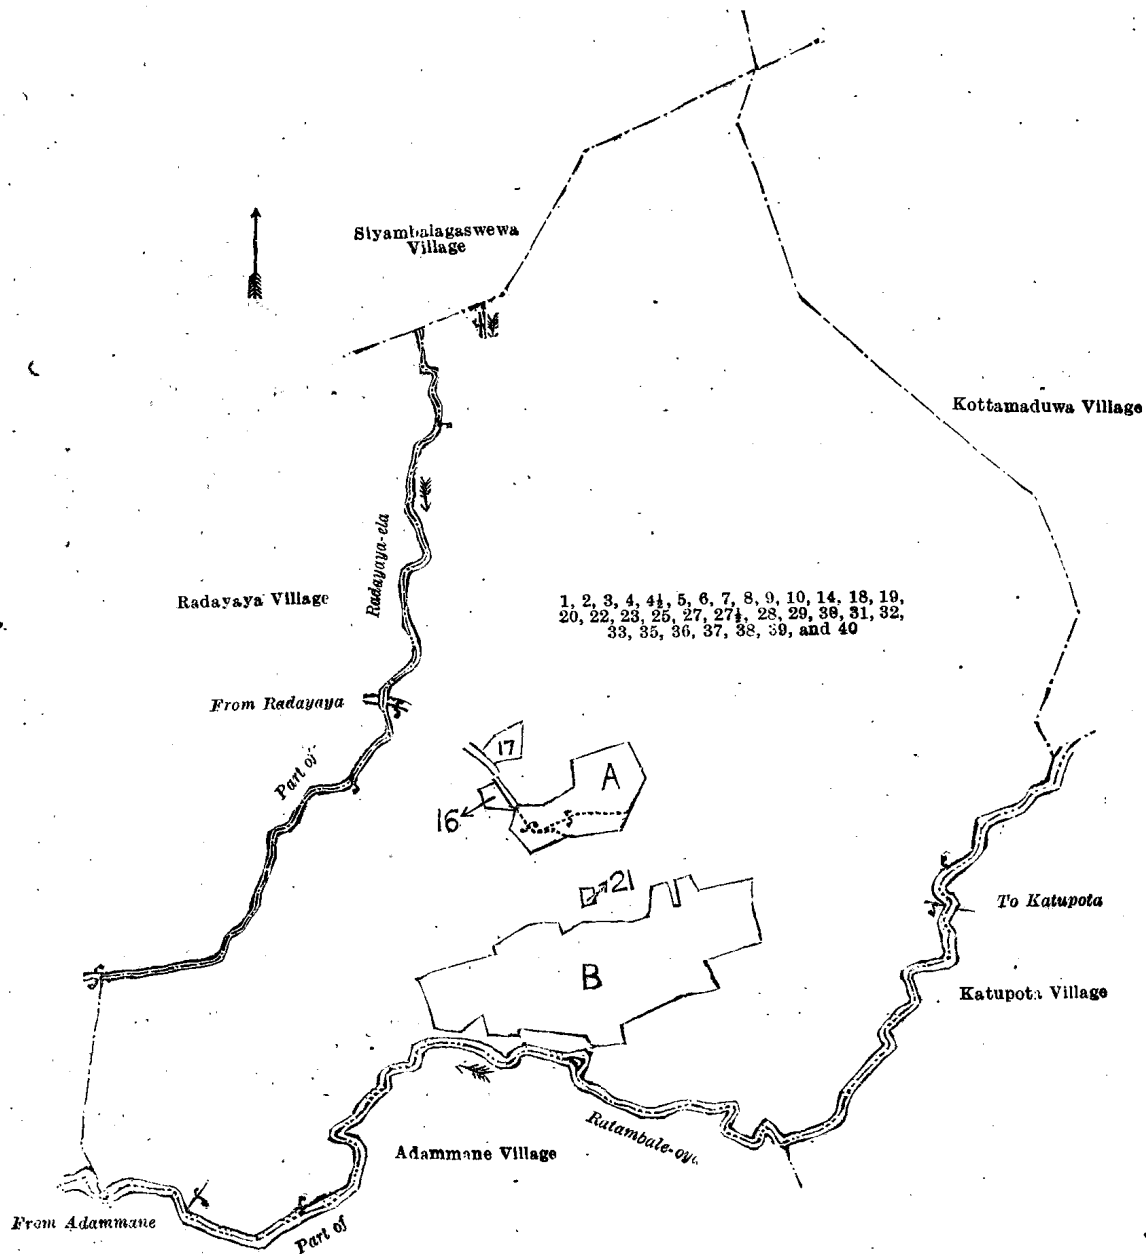 Siyambalagaswewa
Village
Kottamaduwa Village
Radayaya-ela
Radayaya Village
1, 2, 3, 4, 4½, 5, 6, 7, 8, 9, 10, 14, 18, 19,
20, 22, 23, 25, 27, 27½, 28, 29, 30, 31, 32,
33, 35, 36, 37, 38, 39, and 40
From Radayaya
Part of
17
A
16
21
To Katupota
B
Katupota Village
Ratambale-oya
Adammane Village
From Adammane
Part of